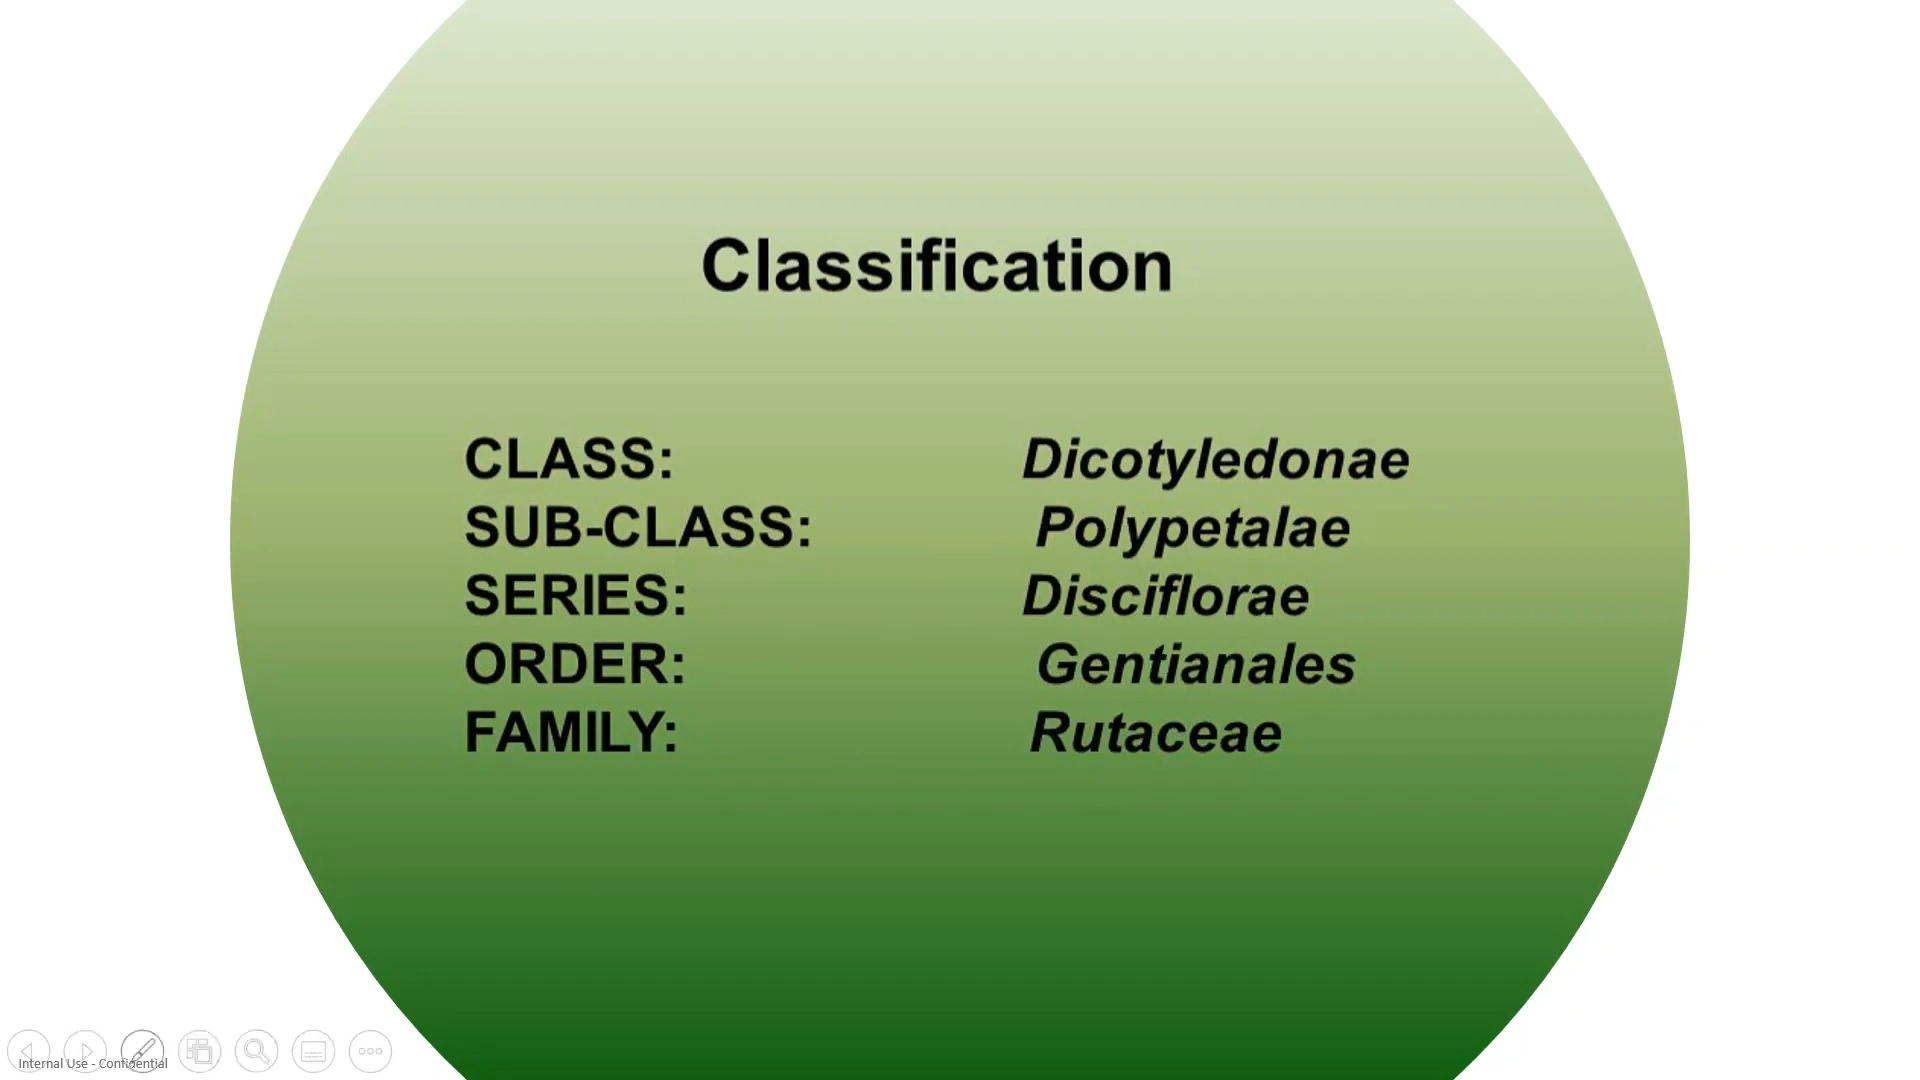 Classification
CLASS: Dicotyledonae
SUB-CLASS: Polypetalae
SERIES: Disciflorae
ORDER: Gentianales
FAMILY: Rutaceae
Internal Use - Confidential